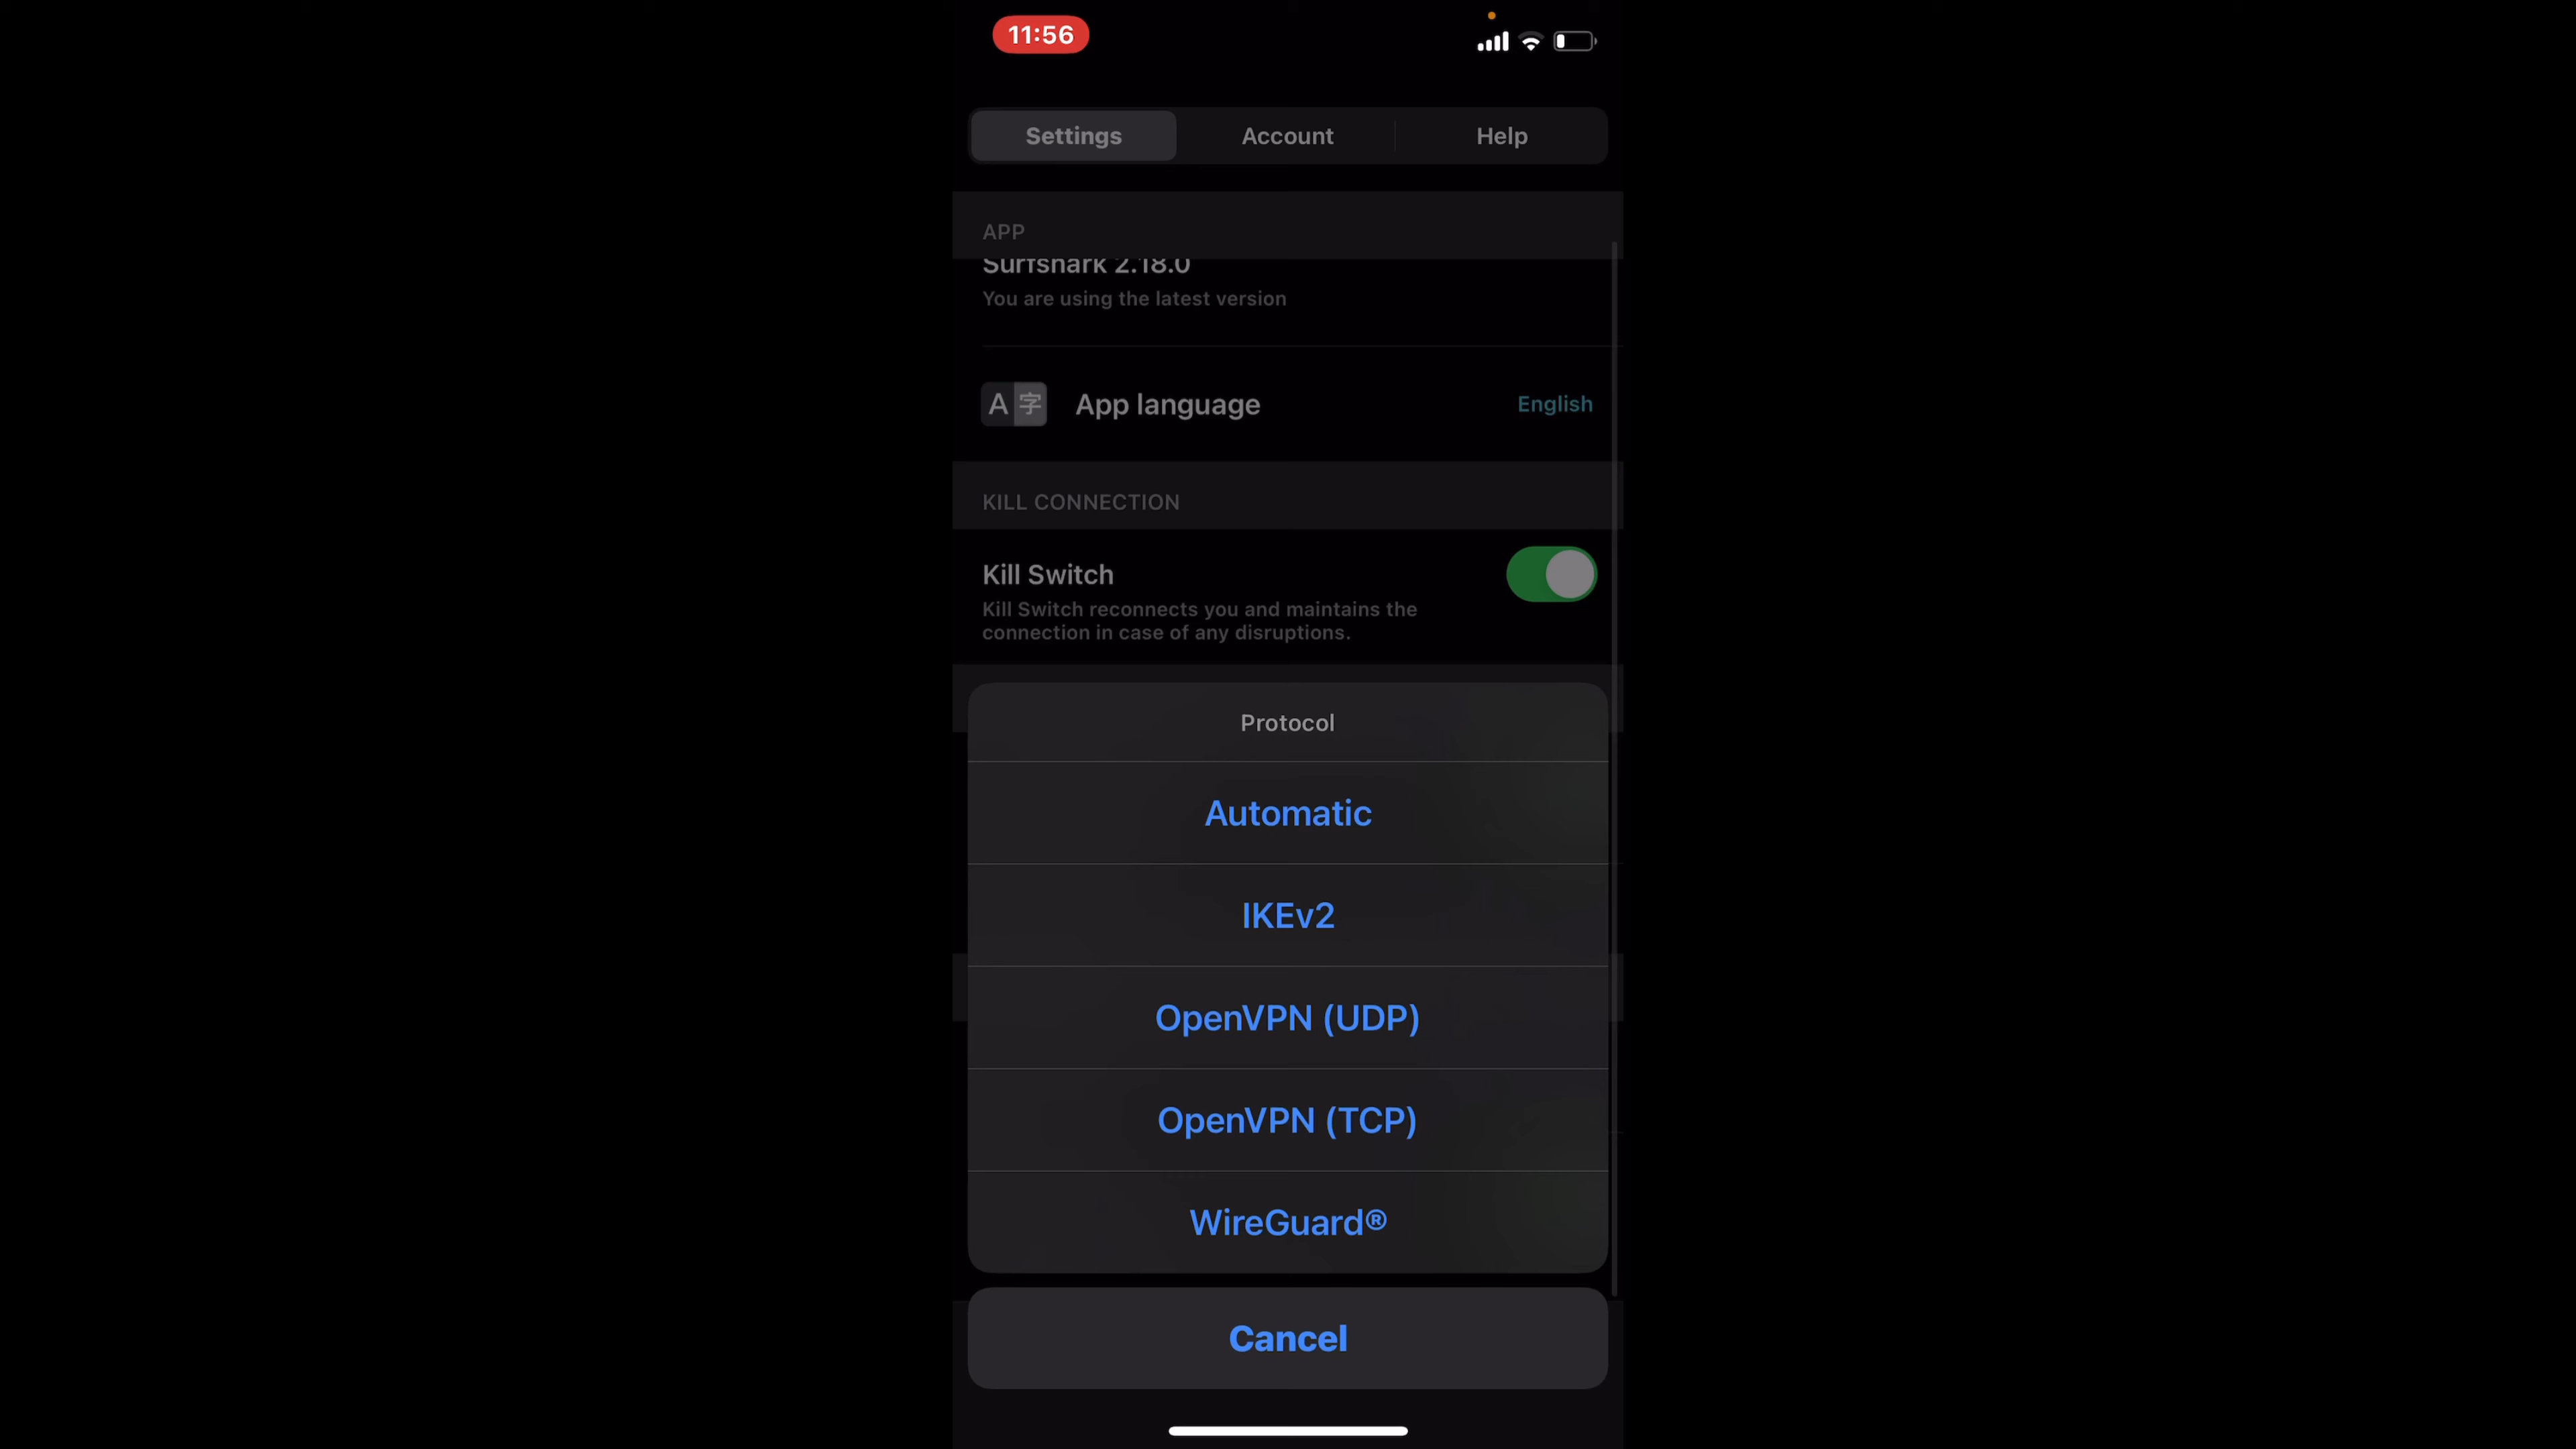 11:56
Settings Account Help
APP
Surfshark 2.18.0
You are using the latest version
A 字 App language English
KILL CONNECTION
Kill Switch
Kill Switch reconnects you and maintains the
connection in case of any disruptions.
Protocol
Automatic
IKEv2
OpenVPN (UDP)
OpenVPN (TCP)
WireGuard®
Cancel